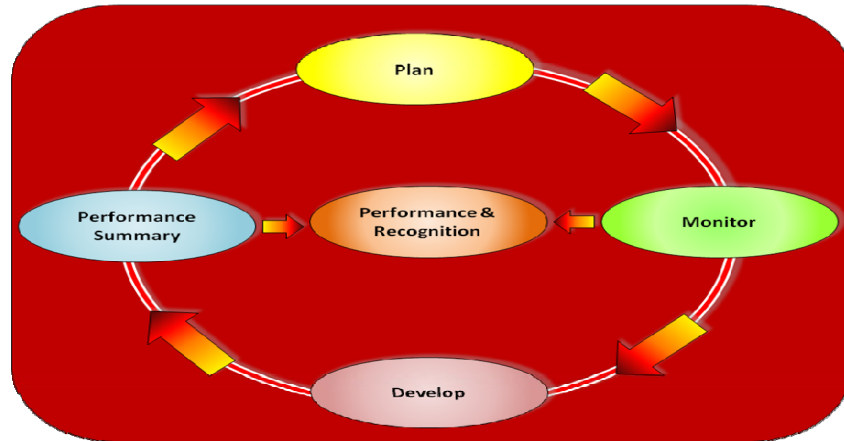 Plan
Performance
Summary
Performance &
Recognition
Monitor
Develop